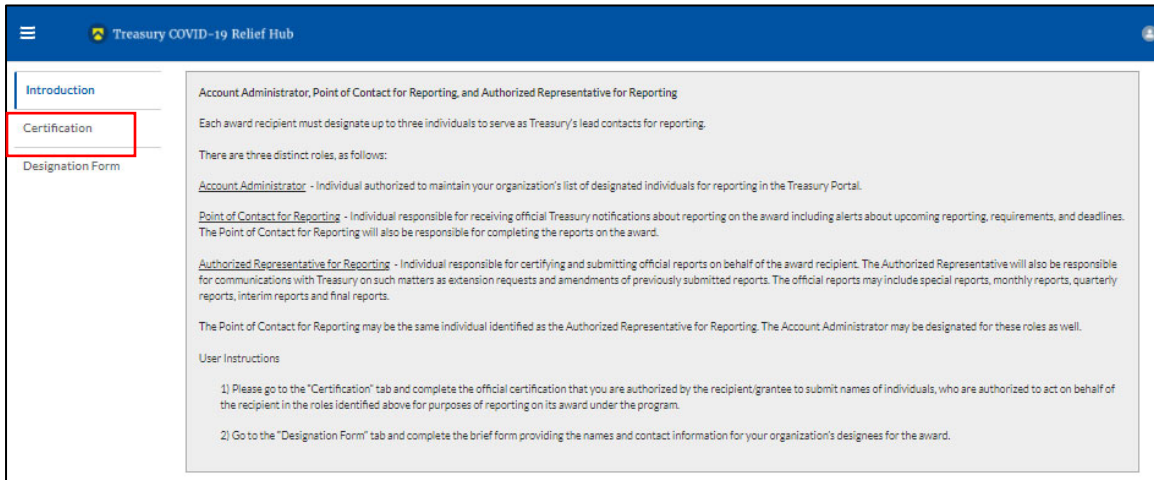 Treasury COVID-19 Relief Hub
Introduction
Certification
Designation Form
Account Administrator, Point of Contact for Reporting, and Authorized Representative for Reporting
Each award recipient must designate up to three individuals to serve as Treasury's lead contacts for reporting.
There are three distinct roles, as follows:
Account Administrator - Individual authorized to maintain your organization's list of designated individuals for reporting in the Treasury Portal.
Point of Contact for Reporting - Individual responsible for receiving official Treasury notifications about reporting on the award including alerts about upcoming reporting, requirements, and deadlines.
The Point of Contact for Reporting will also be responsible for completing the reports on the award.
Authorized Representative for Reporting - Individual responsible for certifying and submitting official reports on behalf of the award recipient. The Authorized Representative will also be responsible
for communications with Treasury on such matters as extension requests and amendments of previously submitted reports. The official reports may include special reports, monthly reports, quarterly
reports, interim reports and final reports.
The Point of Contact for Reporting may be the same individual identified as the Authorized Representative for Reporting. The Account Administrator may be designated for these roles as well.
User Instructions
1) Please go to the "Certification" tab and complete the official certification that you are authorized by the recipient/grantee to submit names of individuals, who are authorized to act on behalf of
the recipient in the roles identified above for purposes of reporting on its award under the program.
2) Go to the "Designation Form" tab and complete the brief form providing the names and contact information for your organization's designees for the award.